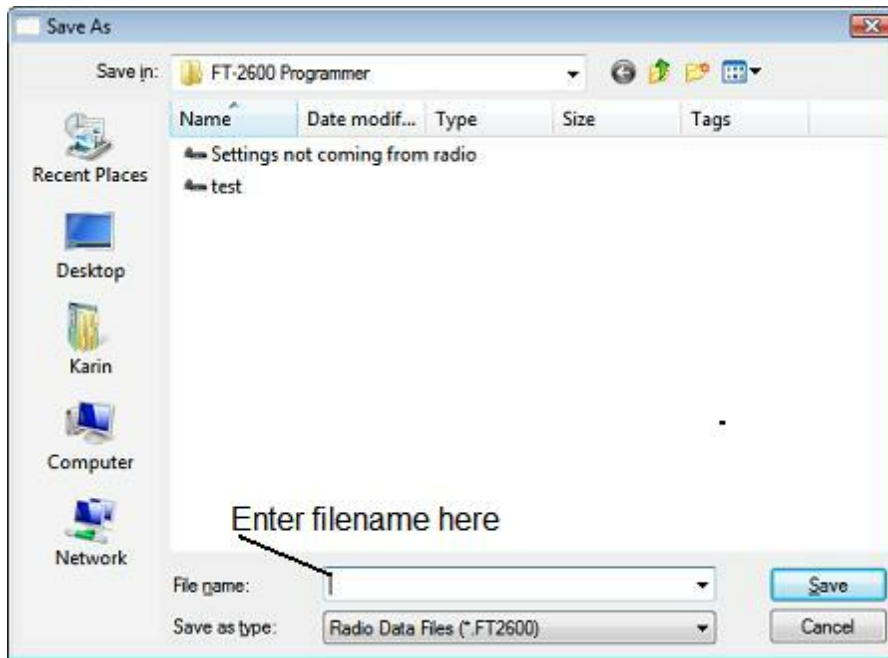 Save As
Save in:
FT-2600 Programmer
Name
Date modif...
Type
Size
Tags
Settings not coming from radio
test
Recent Places
Desktop
Karin
Computer
Network
Enter filename here
File name:
Save
Save as type:
Radio Data Files (*.FT2600)
Cancel